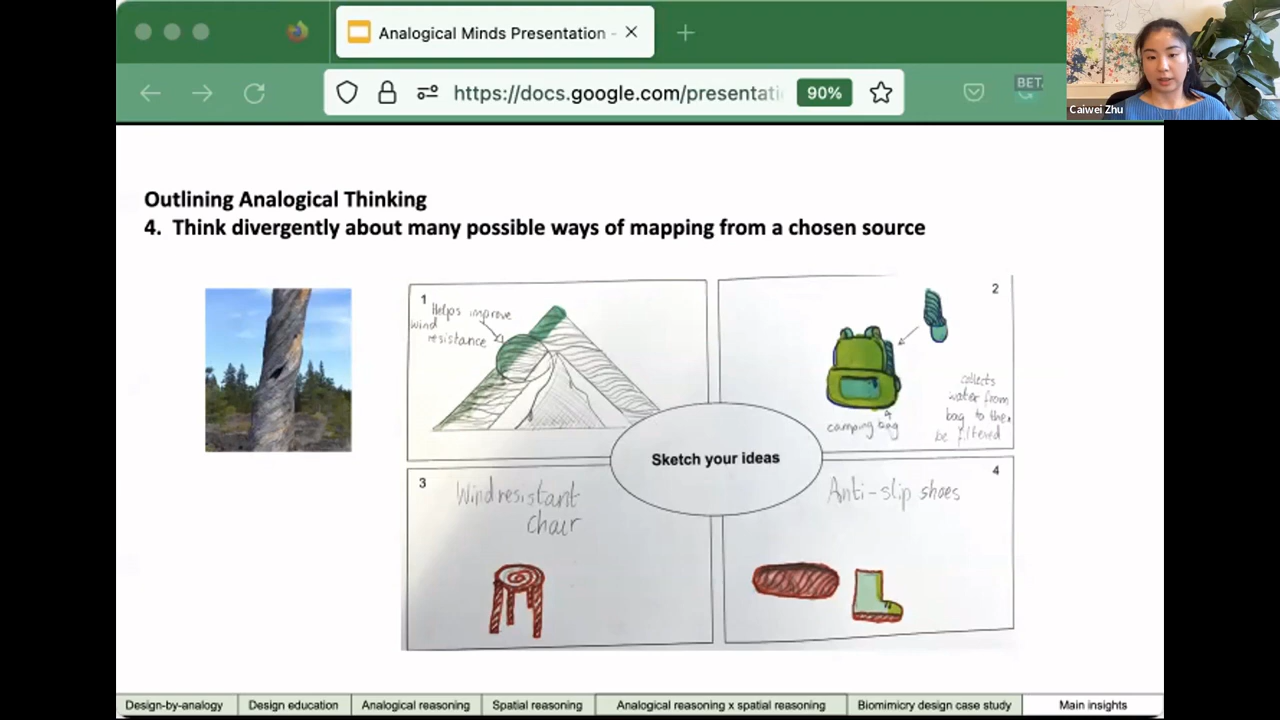 Analogical Minds Presentation -
https://docs.google.com/presentati
90%
BET
Caiwei Zhu
Outlining Analogical Thinking
4. Think divergently about many possible ways of mapping from a chosen source
1
Helps improve
wind
resistance
2
collects
water from
bag to then
be filtered
camping bag
Sketch your ideas
3
Wind resistant
chair
4
Anti-slip shoes
Design-by-analogy
Design education
Analogical reasoning
Spatial reasoning
Analogical reasoning x spatial reasoning
Biomimicry design case study
Main insights